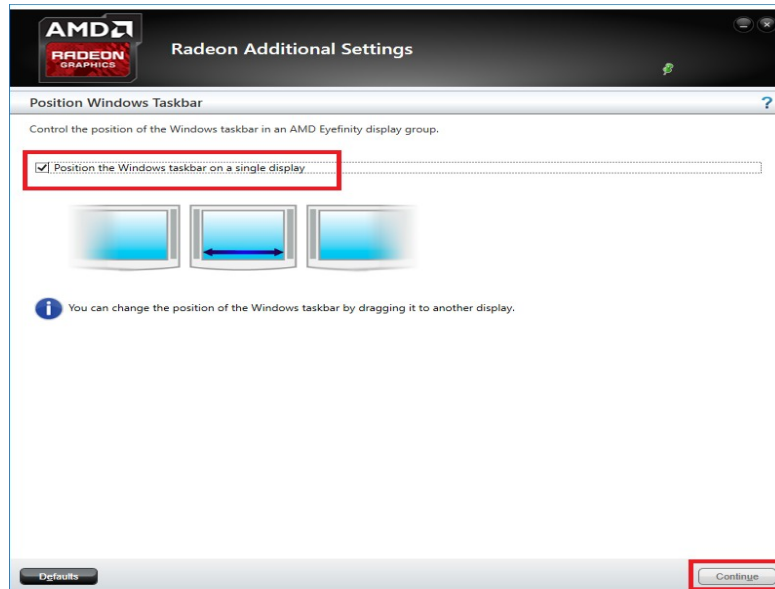 AMD
RADEON
GRAPHICS
Radeon Additional Settings
Position Windows Taskbar
?
Control the position of the Windows taskbar in an AMD Eyefinity display group.
Position the Windows taskbar on a single display
i You can change the position of the Windows taskbar by dragging it to another display.
Defaults
Continue